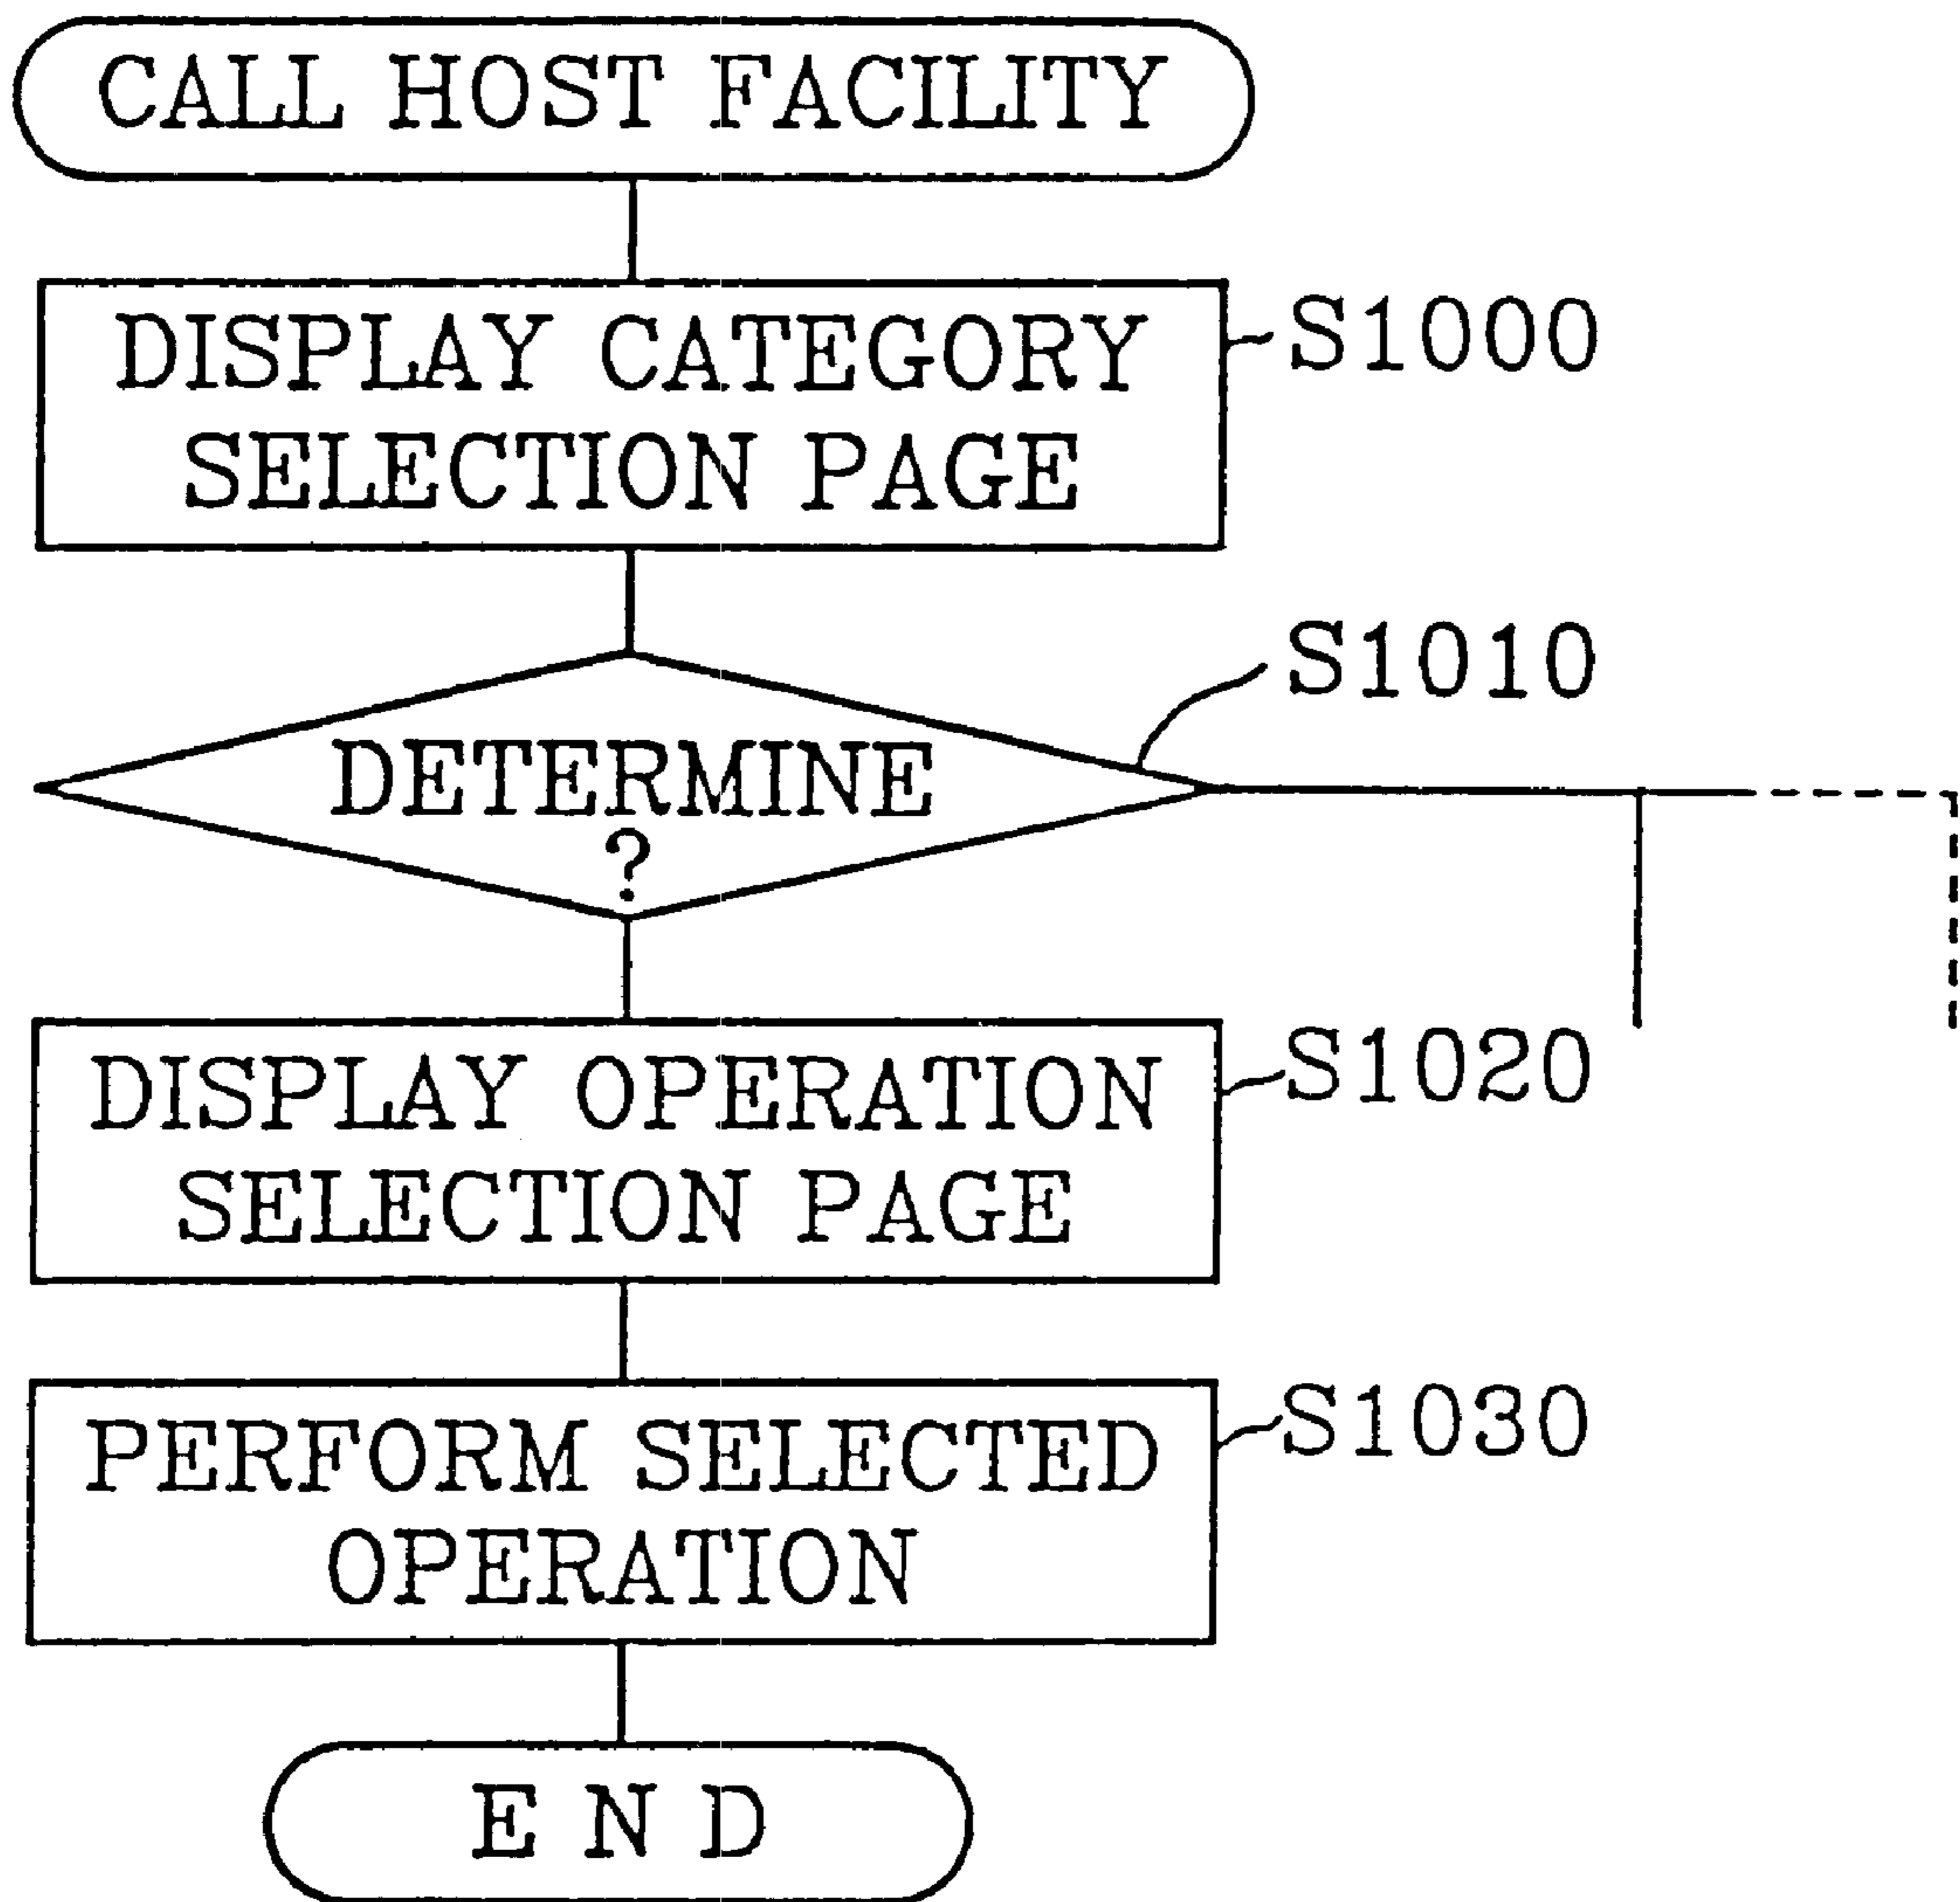 CALL HOST FACILITY
DISPLAY CATEGORY
SELECTION PAGE
S1000
S1010
DETERMINE
?
DISPLAY OPERATION
SELECTION PAGE
S1020
PERFORM SELECTED
OPERATION
S1030
END